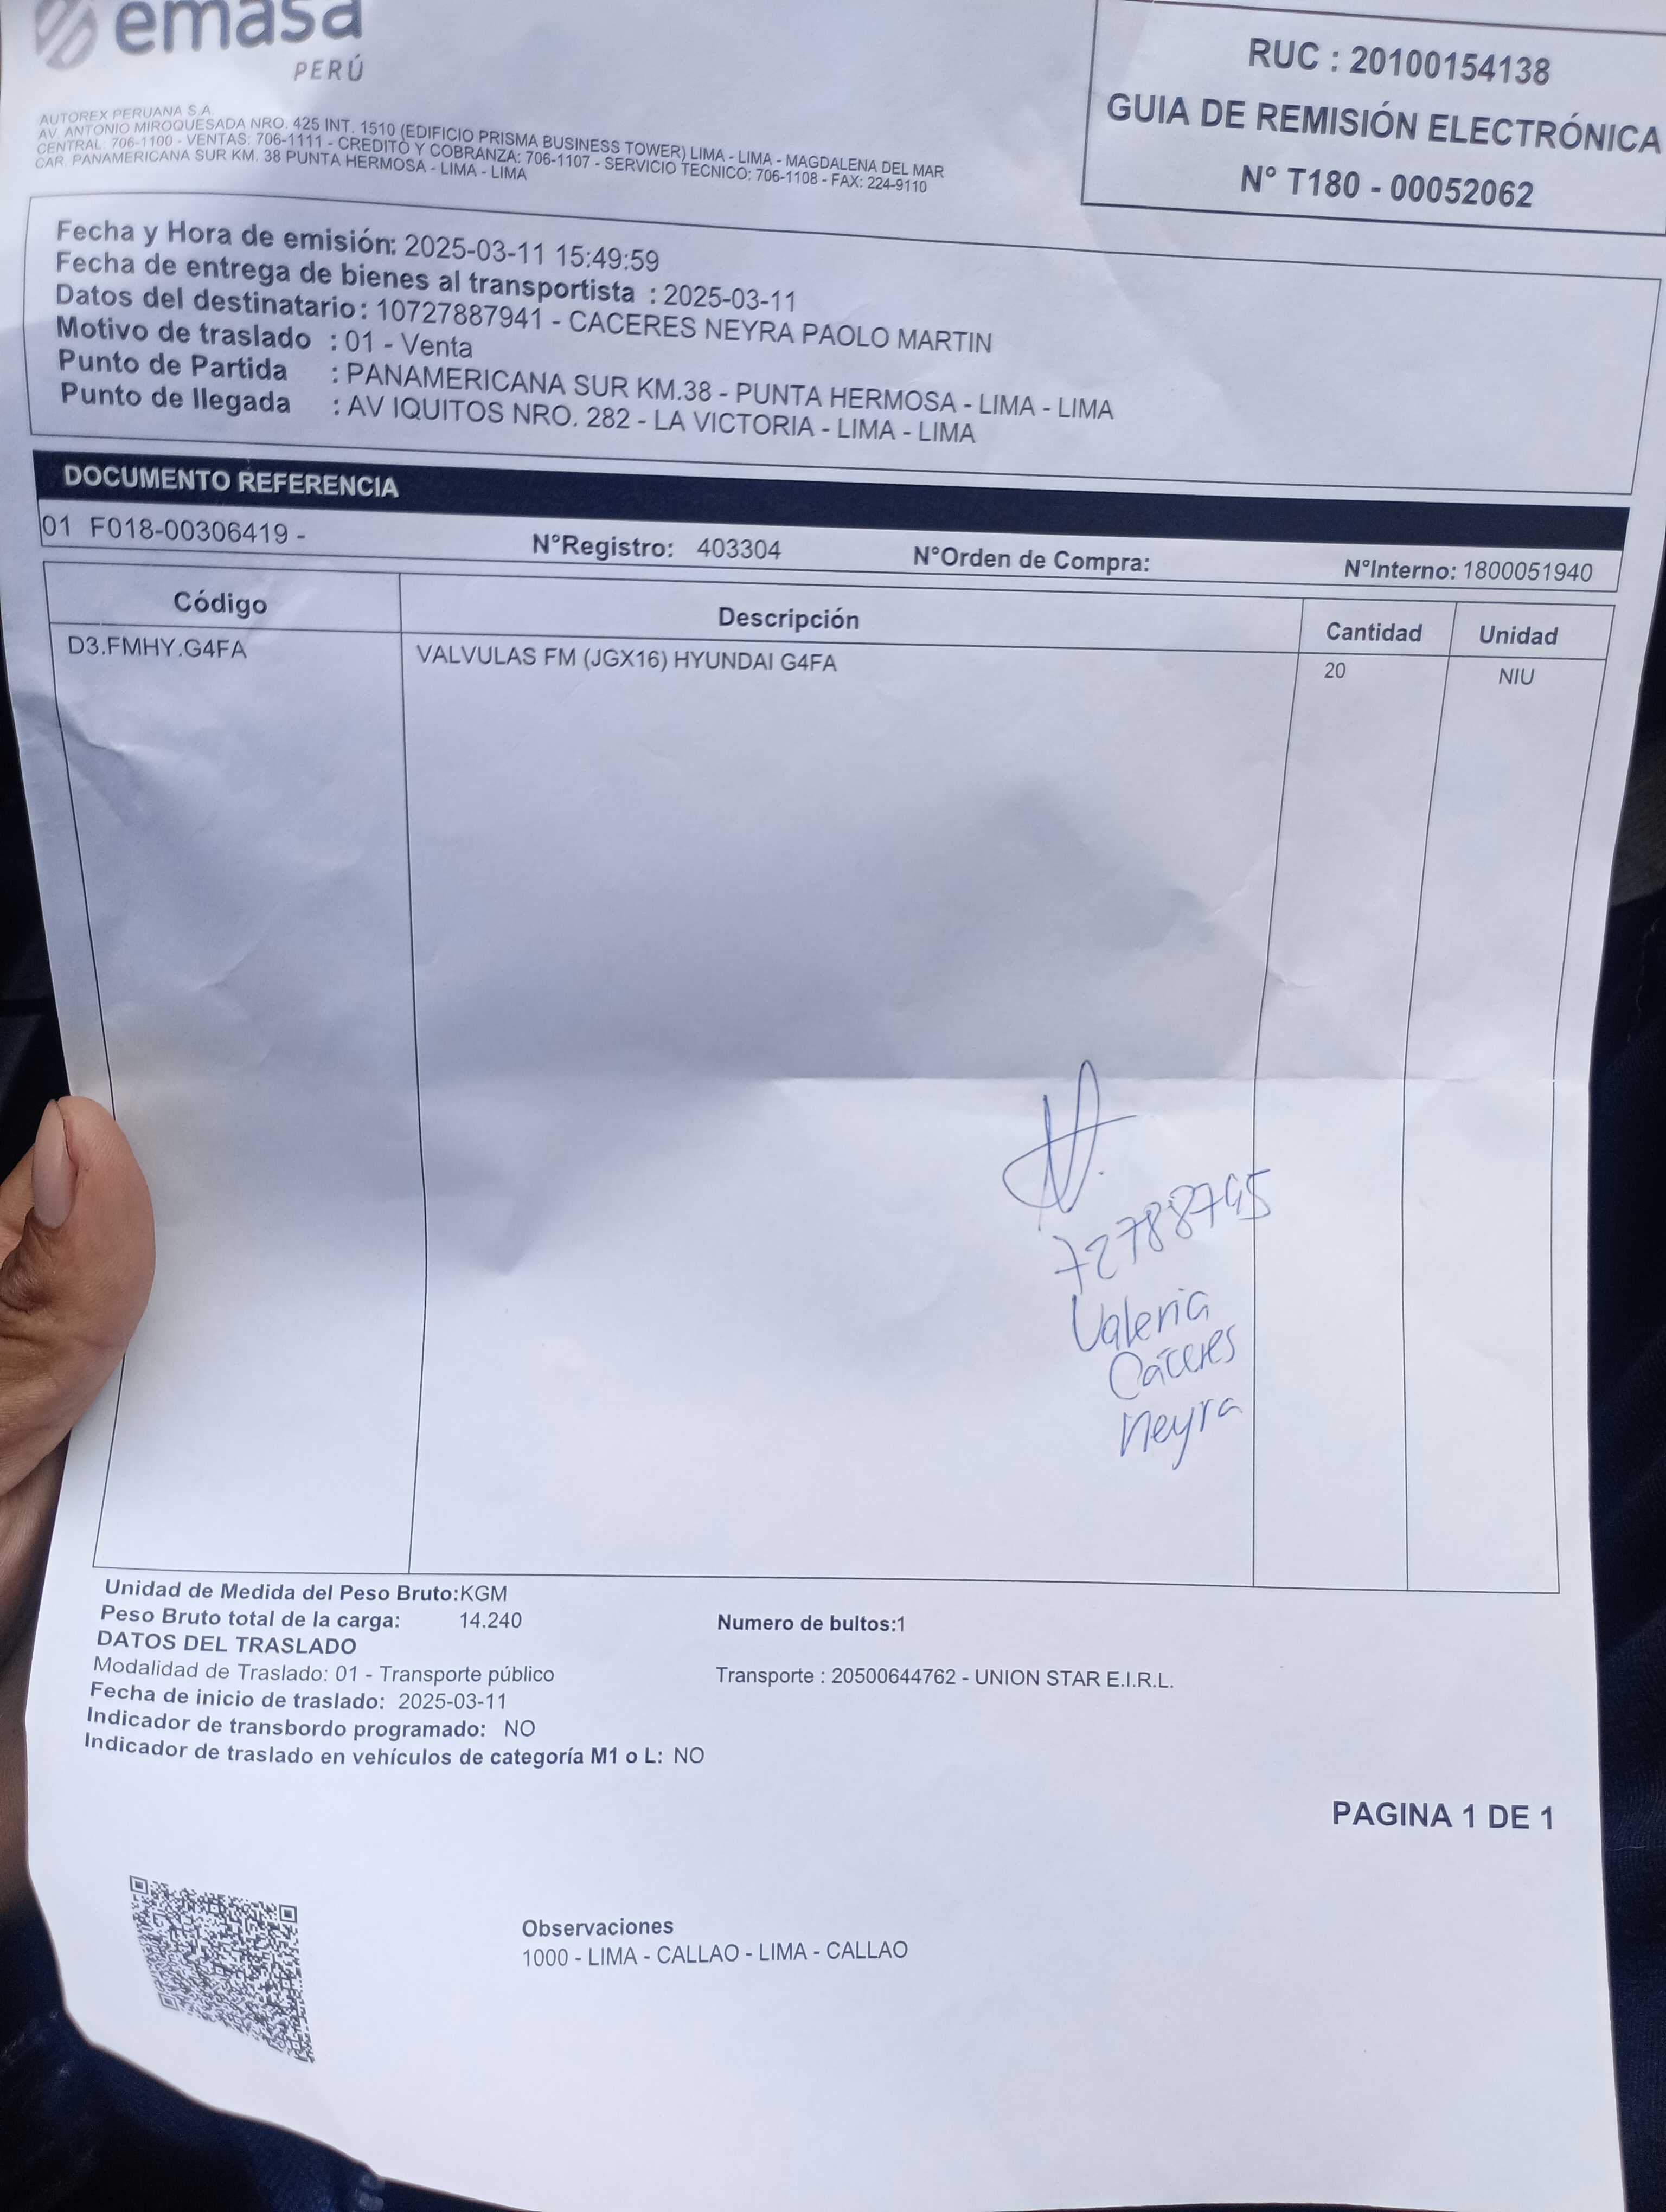 emasa
PERÚ
RUC : 20100154138
GUIA DE REMISIÓN ELECTRÓNICA
N° T180 - 00052062
AUTOREX PERUANA S.A.
AV. ANTONIO MIROQUESADA NRO. 425 INT. 1510 (EDIFICIO PRISMA BUSINESS TOWER) LIMA - LIMA - MAGDALENA DEL MAR
CENTRAL: 706-1100 - VENTAS: 706-1111 - CREDITO Y COBRANZA: 706-1107 - SERVICIO TECNICO: 706-1108 - FAX: 224-9110
CAR. PANAMERICANA SUR KM. 38 PUNTA HERMOSA - LIMA - LIMA
Fecha y Hora de emisión: 2025-03-11 15:49:59
Fecha de entrega de bienes al transportista : 2025-03-11
Datos del destinatario: 10727887941 - CACERES NEYRA PAOLO MARTIN
Motivo de traslado : 01 - Venta
Punto de Partida : PANAMERICANA SUR KM.38 - PUNTA HERMOSA - LIMA - LIMA
Punto de llegada : AV IQUITOS NRO. 282 - LA VICTORIA - LIMA - LIMA
DOCUMENTO REFERENCIA
01 F018-00306419 - N°Registro: 403304 N°Orden de Compra: N°Interno: 1800051940
Código Descripción Cantidad Unidad
D3.FMHY.G4FA VALVULAS FM (JGX16) HYUNDAI G4FA 20 NIU
72788795
Valeria
Cáceres
Neyra
Unidad de Medida del Peso Bruto:KGM
Peso Bruto total de la carga: 14.240 Numero de bultos:1
DATOS DEL TRASLADO
Modalidad de Traslado: 01 - Transporte público Transporte : 20500644762 - UNION STAR E.I.R.L.
Fecha de inicio de traslado: 2025-03-11
Indicador de transbordo programado: NO
Indicador de traslado en vehículos de categoría M1 o L: NO
PAGINA 1 DE 1
Observaciones
1000 - LIMA - CALLAO - LIMA - CALLAO